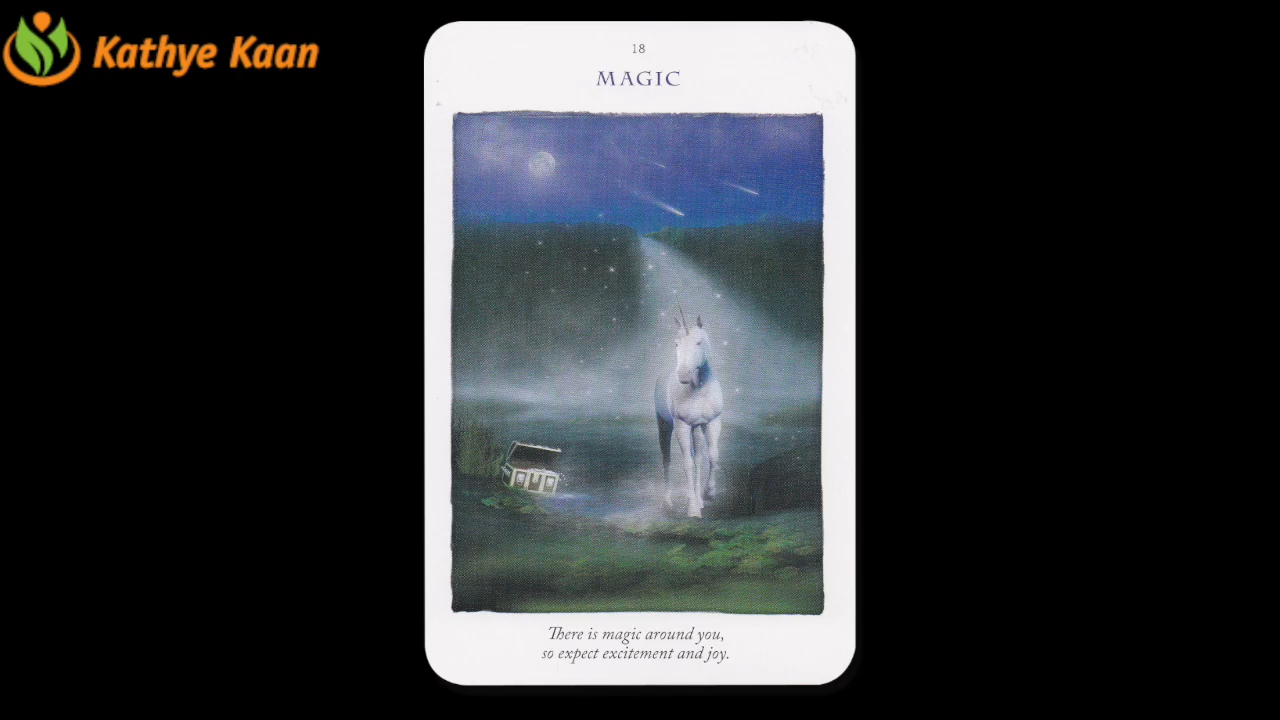 Kathye Kaan
18
MAGIC
There is magic around you,
so expect excitement and joy.